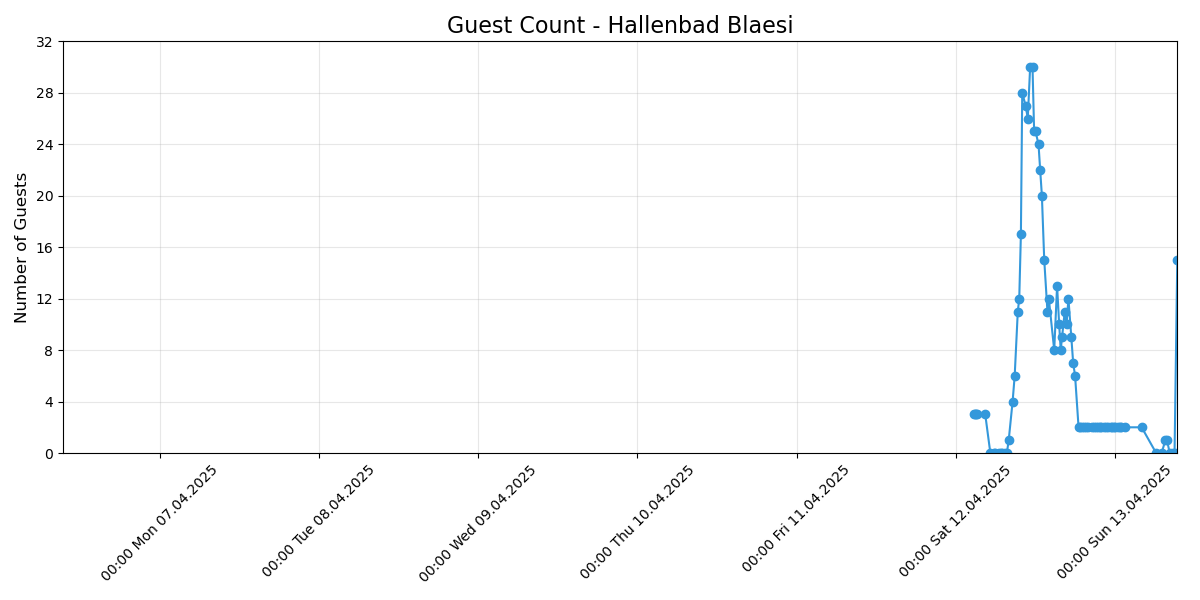 Guest Count - Hallenbad Blaesi
Number of Guests
32
28
24
20
16
12
8
4
0
00:00 Mon 07.04.2025
00:00 Tue 08.04.2025
00:00 Wed 09.04.2025
00:00 Thu 10.04.2025
00:00 Fri 11.04.2025
00:00 Sat 12.04.2025
00:00 Sun 13.04.2025